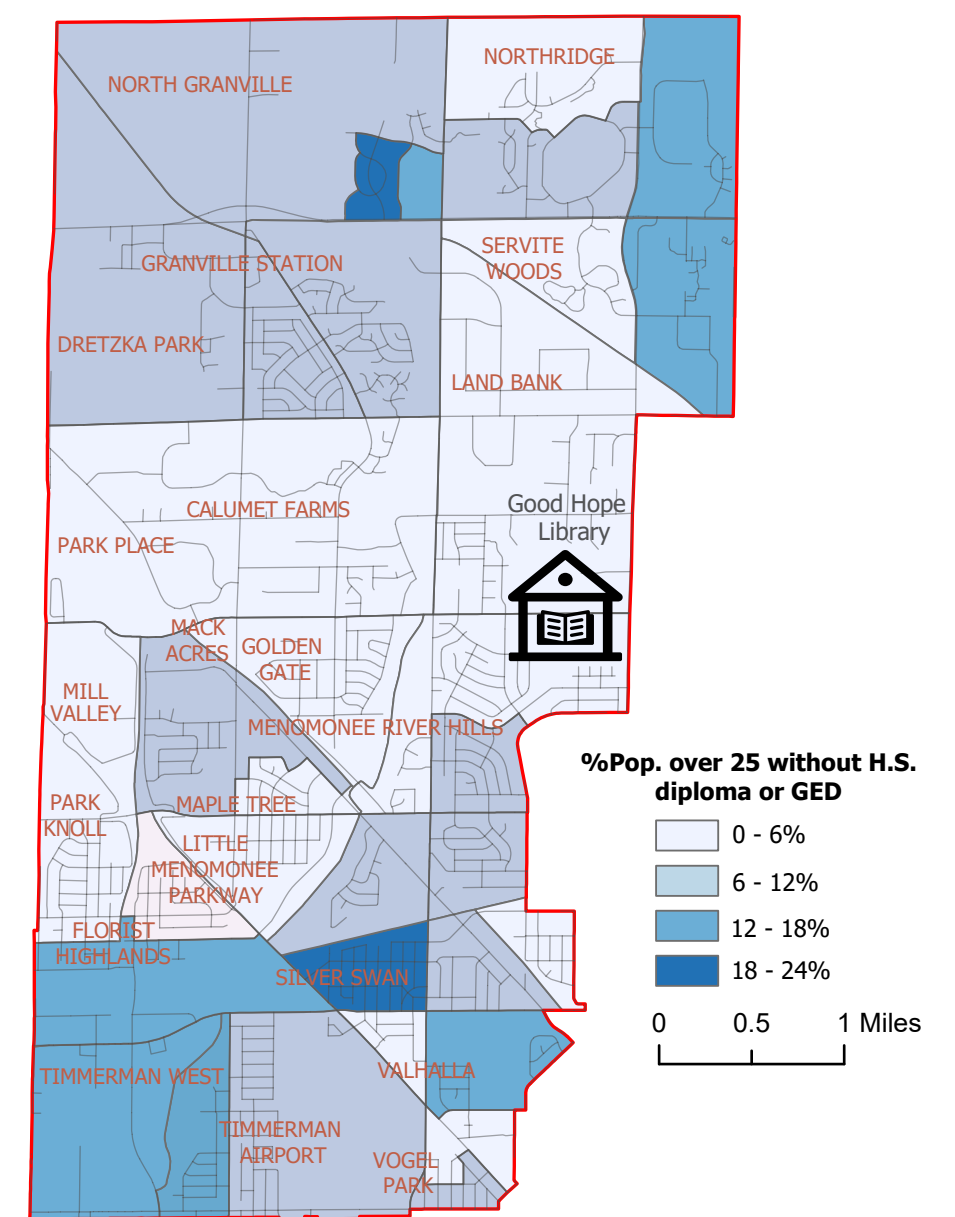 NORTHRIDGE
NORTH GRANVILLE
SERVITE
WOODS
GRANVILLE STATION
DRETZKA PARK
LAND BANK
Good Hope
Library
CALUMET FARMS
PARK PLACE
MACK
ACRES
GOLDEN
GATE
MILL
VALLEY
MENOMONEE RIVER HILLS
PARK
KNOLL
MAPLE TREE
LITTLE
MENOMONEE
PARKWAY
FLORIST
HIGHLANDS
SILVER SWAN
VALHALLA
TIMMERMAN WEST
TIMMERMAN
AIRPORT
VOGEL
PARK
%Pop. over 25 without H.S.
diploma or GED
0 - 6%
6 - 12%
12 - 18%
18 - 24%
0 0.5 1 Miles